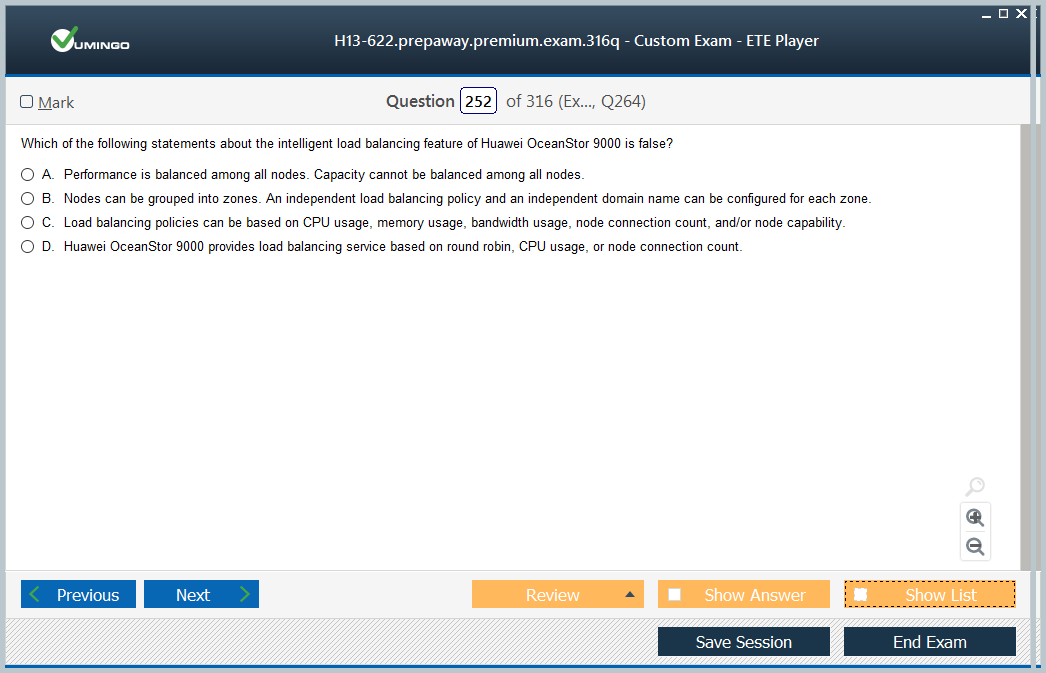 VUMINGO
H13-622.prepaway.premium.exam.316q - Custom Exam - ETE Player
Mark
Question 252 of 316 (Ex..., Q264)
Which of the following statements about the intelligent load balancing feature of Huawei OceanStor 9000 is false?
A. Performance is balanced among all nodes. Capacity cannot be balanced among all nodes.
B. Nodes can be grouped into zones. An independent load balancing policy and an independent domain name can be configured for each zone.
C. Load balancing policies can be based on CPU usage, memory usage, bandwidth usage, node connection count, and/or node capability.
D. Huawei OceanStor 9000 provides load balancing service based on round robin, CPU usage, or node connection count.
Previous
Next
Review
Show Answer
Show List
Save Session
End Exam